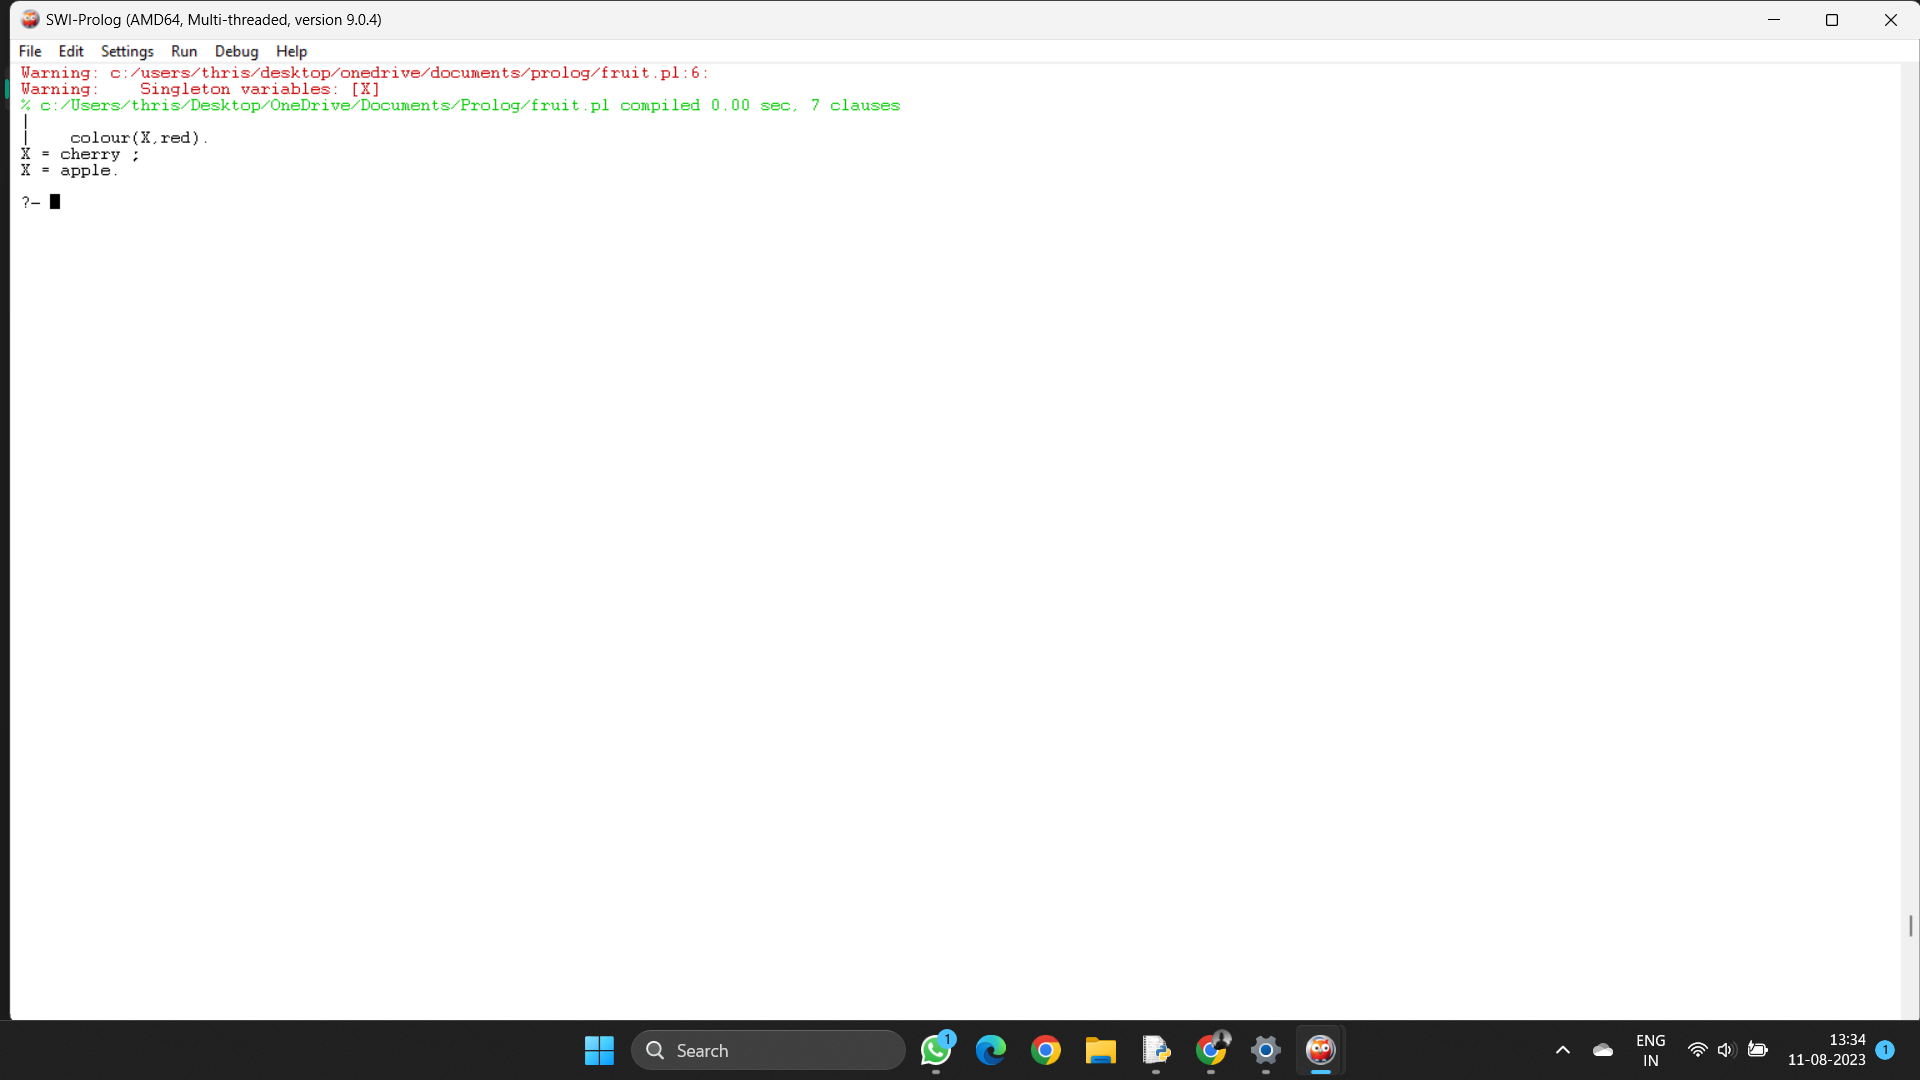 SWI-Prolog (AMD64, Multi-threaded, version 9.0.4)
File Edit Settings Run Debug Help
Warning: c:/users/thris/desktop/onedrive/documents/prolog/fruit.pl:6:
Warning:    Singleton variables: [X]
% c:/Users/thris/Desktop/OneDrive/Documents/Prolog/fruit.pl compiled 0.00 sec, 7 clauses
|
|    colour(X,red).
X = cherry ;
X = apple.
?-
Search
1
ENG
IN
13:34
11-08-2023
1